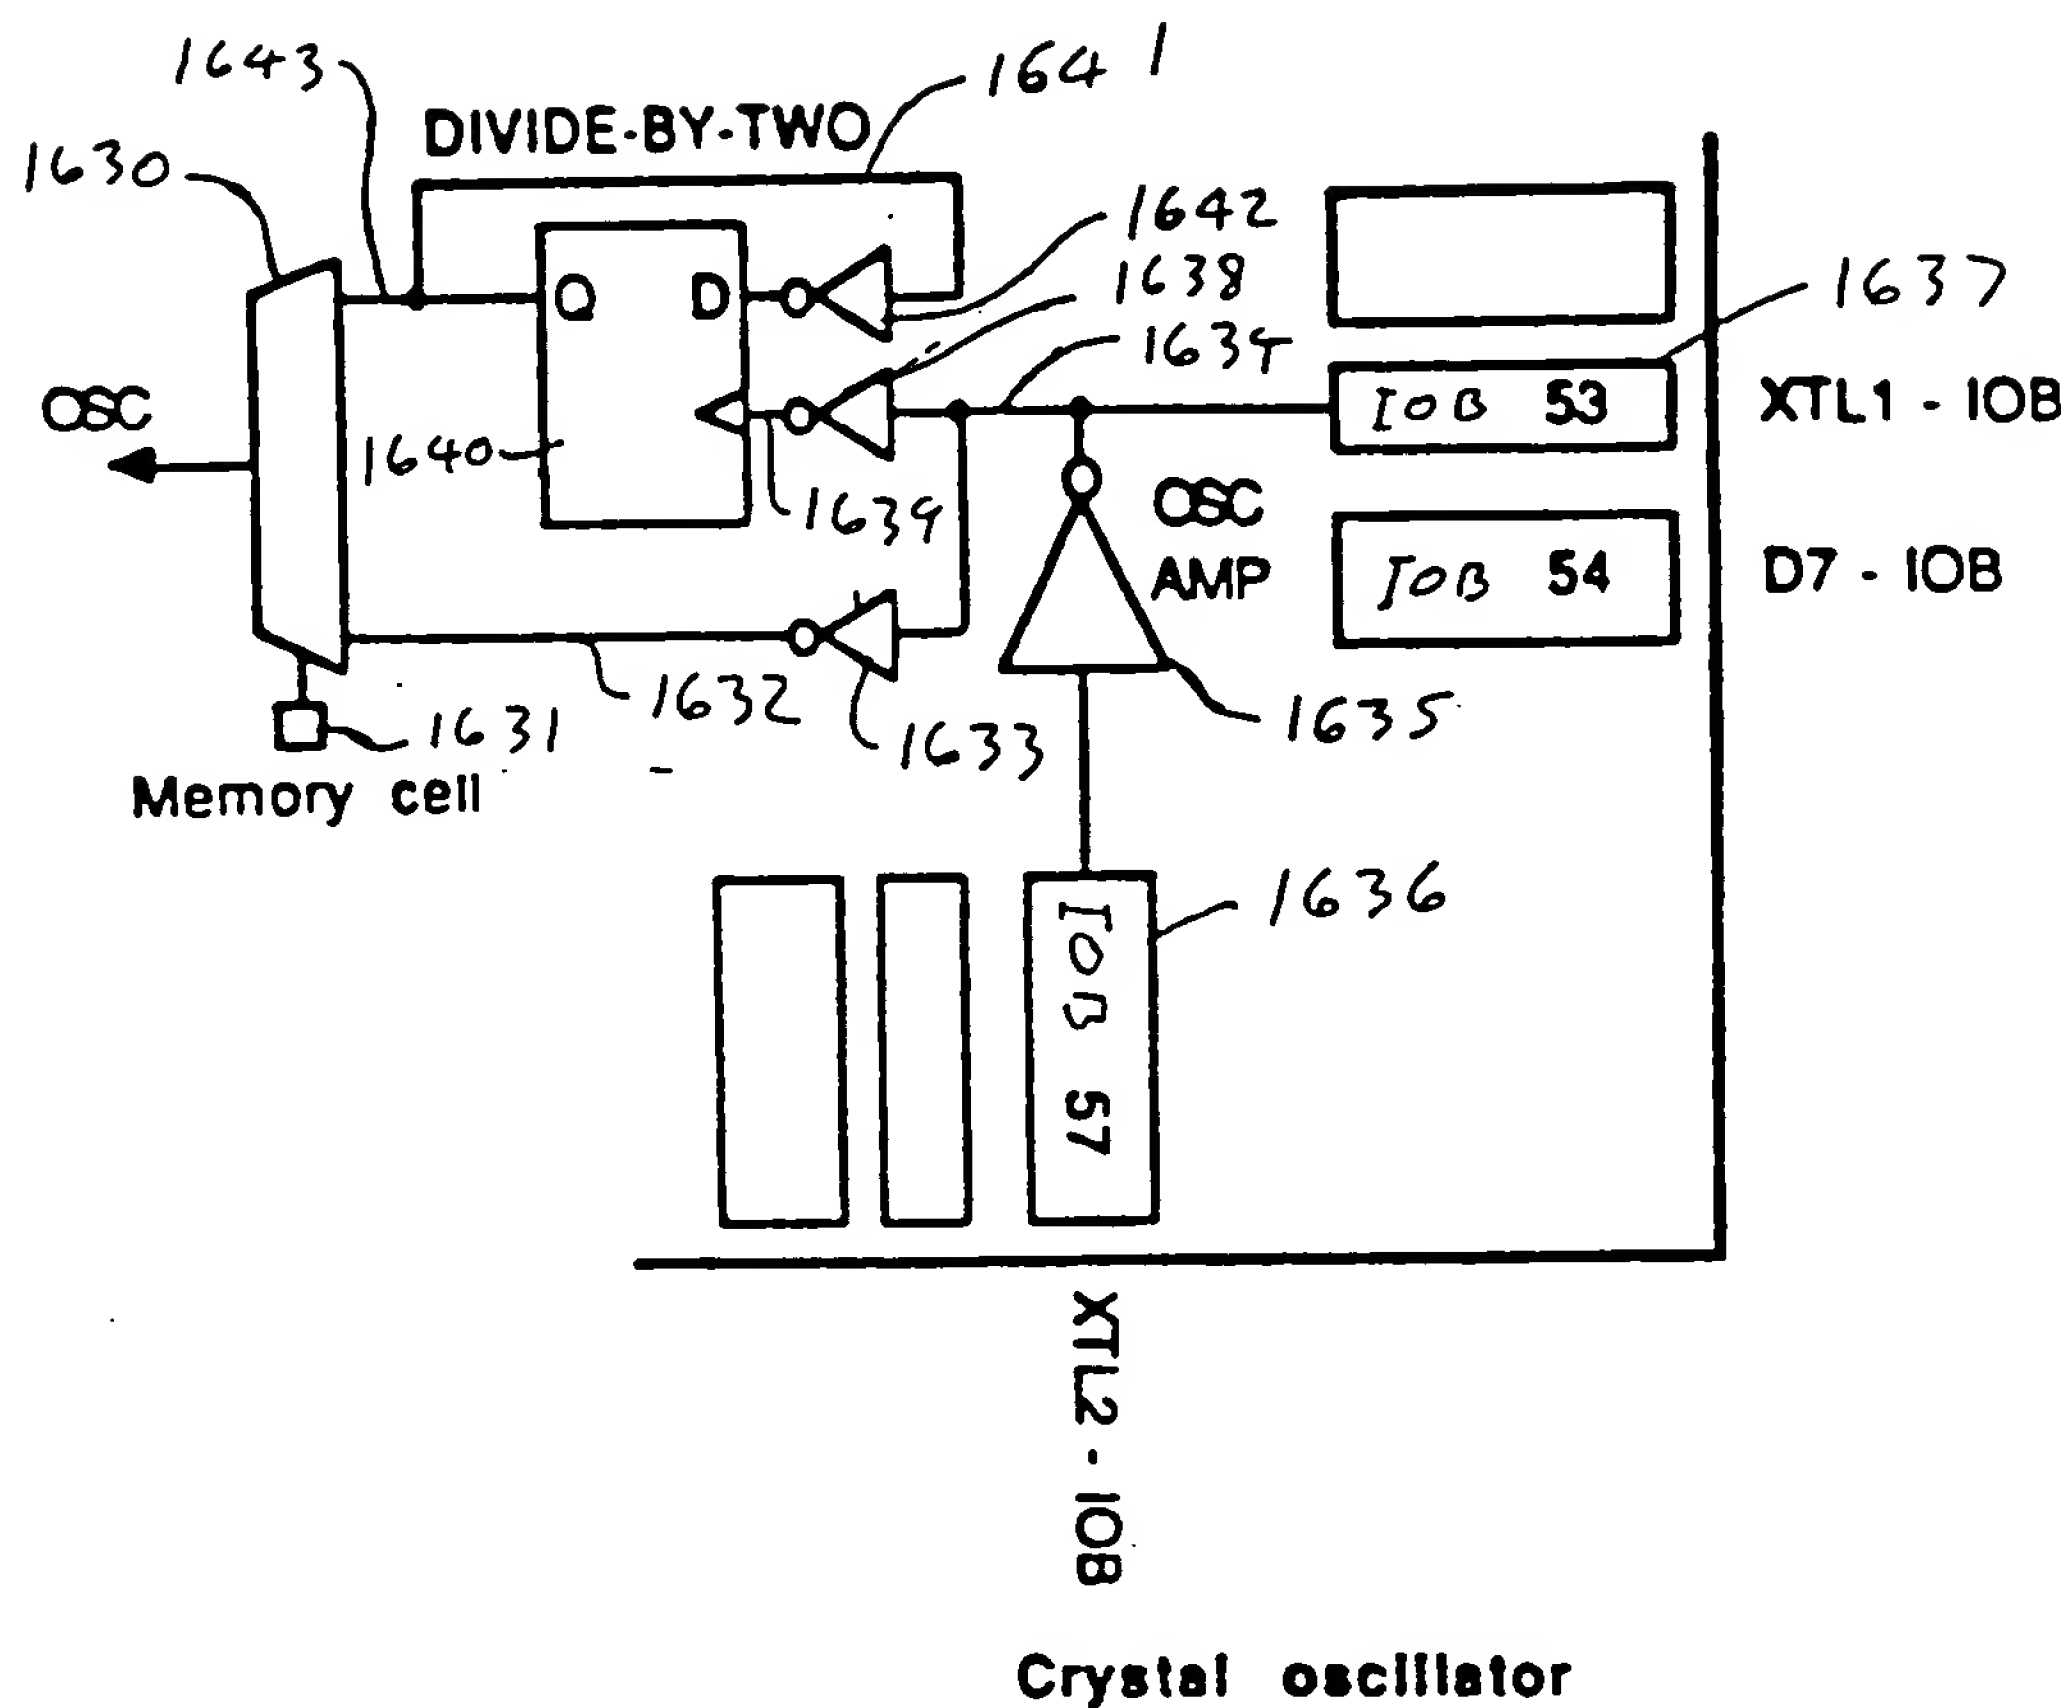 1643
1641
DIVIDE-BY-TWO
1630
1642
1638
1637
Q
D
1634
OSC
IOB 53
XTL1 - IOB
1640
1639
OSC
AMP
IOB 54
D7 - IOB
1632
1635
1631
1633
Memory cell
1636
IOB 57
XTL2 - IOB
Crystal oscillator